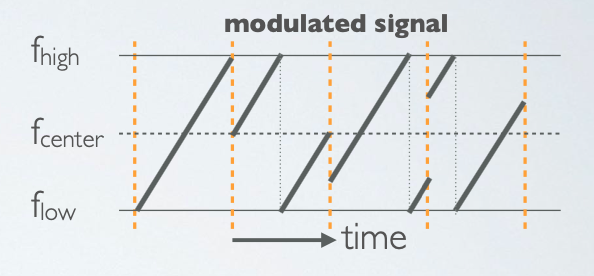 modulated signal
fhigh
fcenter
flow
time